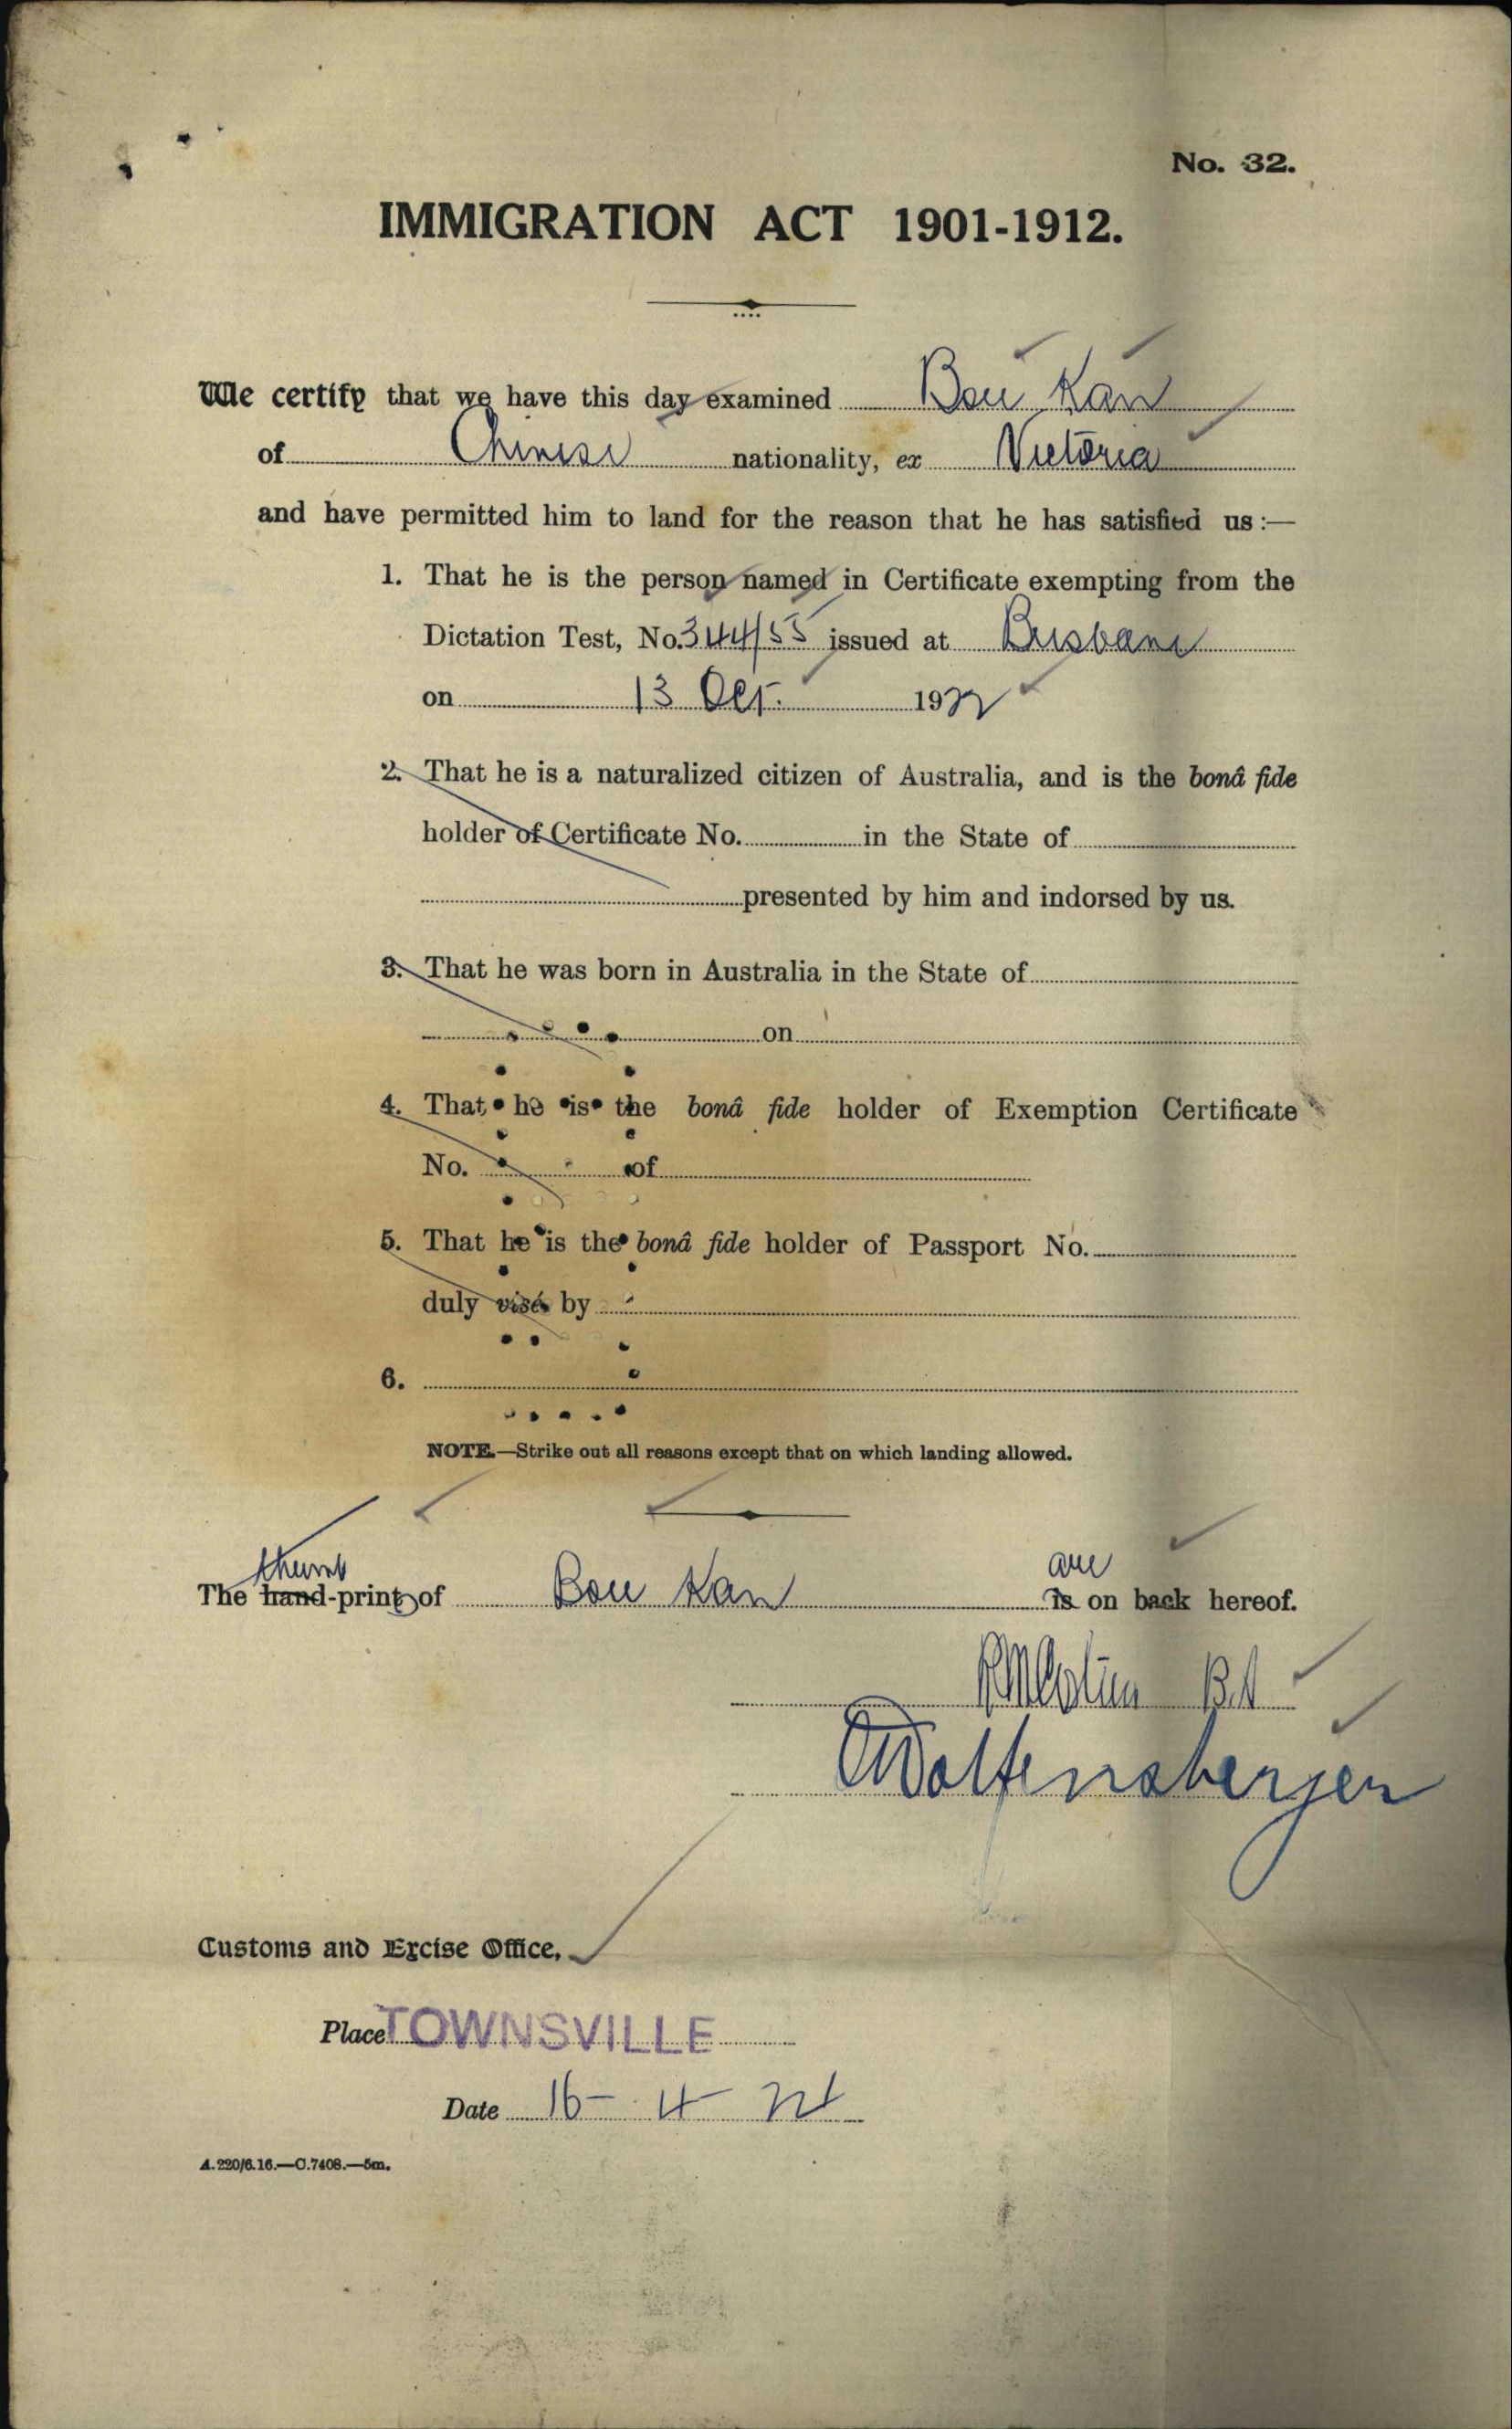 No. 32.
IMMIGRATION ACT 1901-1912.
We certify that we have this day examined Bou Kan
of Chinese nationality, ex Victoria
and have permitted him to land for the reason that he has satisfied us:—
1. That he is the person named in Certificate exempting from the
Dictation Test, No. 344/55 issued at Brisbane
on 13 Oct. 1922
2. That he is a naturalized citizen of Australia, and is the bonâ fide
holder of Certificate No. in the State of
presented by him and indorsed by us.
3. That he was born in Australia in the State of
on
4. That he is the bonâ fide holder of Exemption Certificate
No. of
5. That he is the bonâ fide holder of Passport No.
duly visé by
6.
NOTE.—Strike out all reasons except that on which landing allowed.
thumb are
The hand-print of Bou Kan is on back hereof.
Wolfensberger
Customs and Excise Office,
Place TOWNSVILLE
Date 16-4-24
A.220/6.16.—C.7408.—5m.